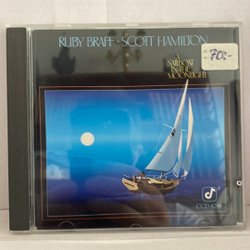 RUBY BRAFF - SCOTT HAMILTON
A
SAILBOAT
IN THE
MOONLIGHT
70:-